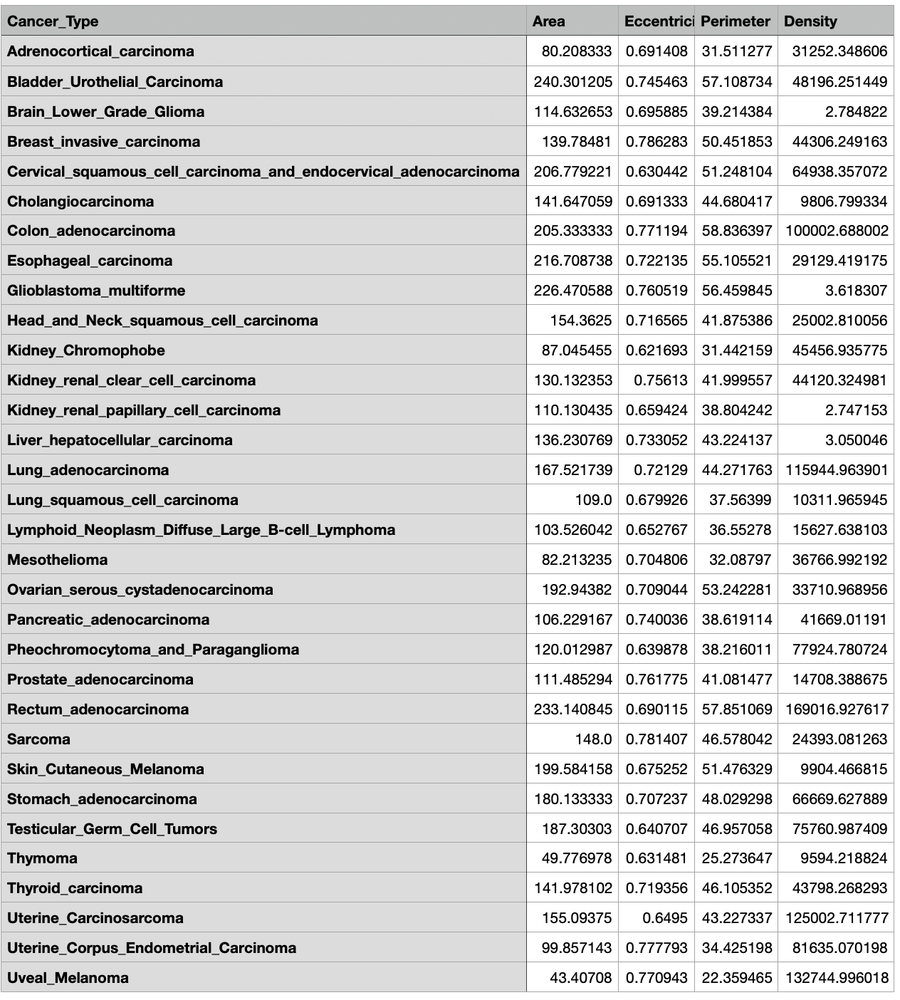 Cancer_Type Area Eccentrici Perimeter Density
Adrenocortical_carcinoma 80.208333 0.691408 31.511277 31252.348606
Bladder_Urothelial_Carcinoma 240.301205 0.745463 57.108734 48196.251449
Brain_Lower_Grade_Glioma 114.632653 0.695885 39.214384 2.784822
Breast_invasive_carcinoma 139.78481 0.786283 50.451853 44306.249163
Cervical_squamous_cell_carcinoma_and_endocervical_adenocarcinoma 206.779221 0.630442 51.248104 64938.357072
Cholangiocarcinoma 141.647059 0.691333 44.680417 9806.799334
Colon_adenocarcinoma 205.333333 0.771194 58.836397 100002.688002
Esophageal_carcinoma 216.708738 0.722135 55.105521 29129.419175
Glioblastoma_multiforme 226.470588 0.760519 56.459845 3.618307
Head_and_Neck_squamous_cell_carcinoma 154.3625 0.716565 41.875386 25002.810056
Kidney_Chromophobe 87.045455 0.621693 31.442159 45456.935775
Kidney_renal_clear_cell_carcinoma 130.132353 0.75613 41.999557 44120.324981
Kidney_renal_papillary_cell_carcinoma 110.130435 0.659424 38.804242 2.747153
Liver_hepatocellular_carcinoma 136.230769 0.733052 43.224137 3.050046
Lung_adenocarcinoma 167.521739 0.72129 44.271763 115944.963901
Lung_squamous_cell_carcinoma 109.0 0.679926 37.56399 10311.965945
Lymphoid_Neoplasm_Diffuse_Large_B-cell_Lymphoma 103.526042 0.652767 36.55278 15627.638103
Mesothelioma 82.213235 0.704806 32.08797 36766.992192
Ovarian_serous_cystadenocarcinoma 192.94382 0.709044 53.242281 33710.968956
Pancreatic_adenocarcinoma 106.229167 0.740036 38.619114 41669.01191
Pheochromocytoma_and_Paraganglioma 120.012987 0.639878 38.216011 77924.780724
Prostate_adenocarcinoma 111.485294 0.761775 41.081477 14708.388675
Rectum_adenocarcinoma 233.140845 0.690115 57.851069 169016.927617
Sarcoma 148.0 0.781407 46.578042 24393.081263
Skin_Cutaneous_Melanoma 199.584158 0.675252 51.476329 9904.466815
Stomach_adenocarcinoma 180.133333 0.707237 48.029298 66669.627889
Testicular_Germ_Cell_Tumors 187.30303 0.640707 46.957058 75760.987409
Thymoma 49.776978 0.631481 25.273647 9594.218824
Thyroid_carcinoma 141.978102 0.719356 46.105352 43798.268293
Uterine_Carcinosarcoma 155.09375 0.6495 43.227337 125002.711777
Uterine_Corpus_Endometrial_Carcinoma 99.857143 0.777793 34.425198 81635.070198
Uveal_Melanoma 43.40708 0.770943 22.359465 132744.996018